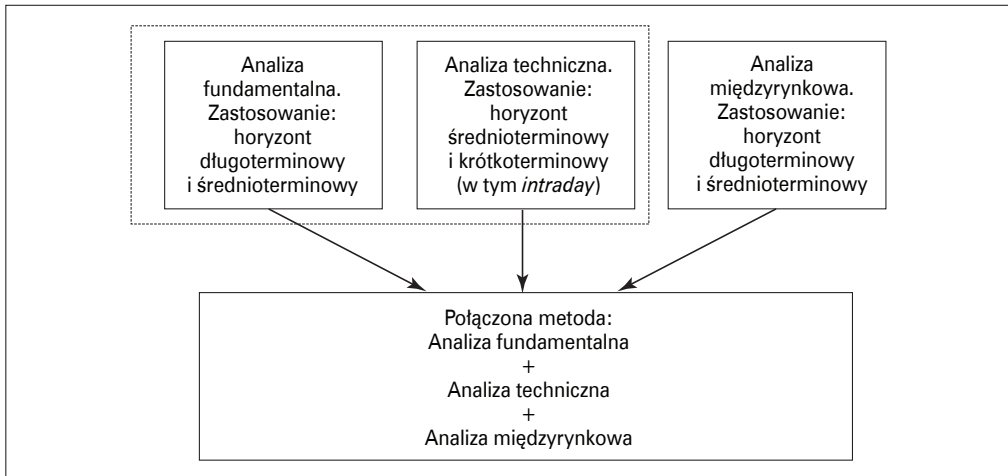 Analiza
fundamentalna.
Zastosowanie:
horyzont
długoterminowy
i średnioterminowy
Analiza techniczna.
Zastosowanie:
horyzont
średnioterminowy
i krótkoterminowy
(w tym intraday)
Analiza
międzyrynkowa.
Zastosowanie:
horyzont
długoterminowy
i średnioterminowy
Połączona metoda:
Analiza fundamentalna
+
Analiza techniczna
+
Analiza międzyrynkowa